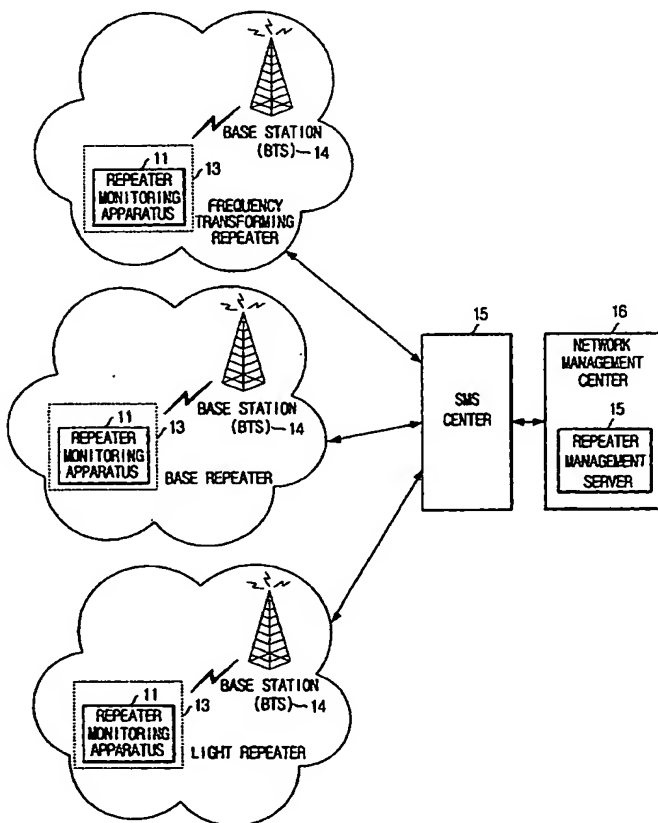 BASE STATION
(BTS) 14
11
REPEATER
MONITORING
APPARATUS
13
FREQUENCY
TRANSFORMING
REPEATER
BASE STATION
(BTS) 14
11
REPEATER
MONITORING
APPARATUS
13
BASE REPEATER
BASE STATION
(BTS) 14
11
REPEATER
MONITORING
APPARATUS
13
LIGHT REPEATER
15
SMS
CENTER
16
NETWORK
MANAGEMENT
CENTER
15
REPEATER
MANAGEMENT
SERVER